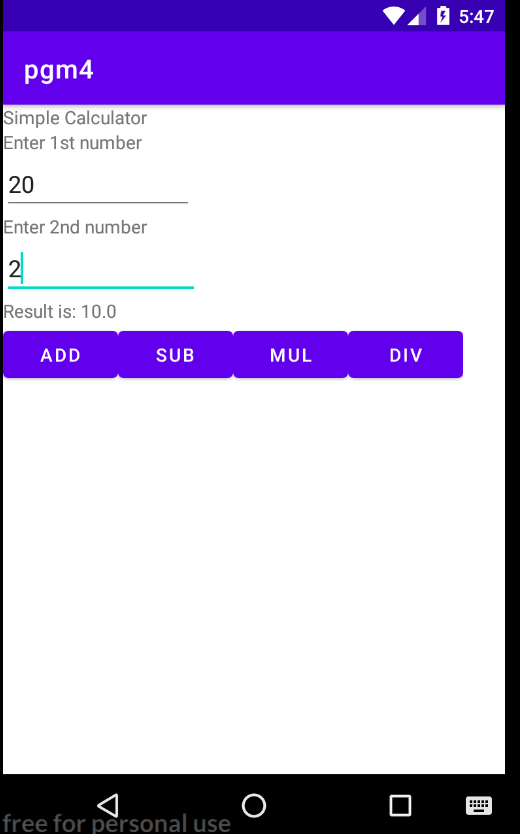 5:47
pgm4
Simple Calculator
Enter 1st number
20
Enter 2nd number
2
Result is: 10.0
ADD SUB MUL DIV
free for personal use